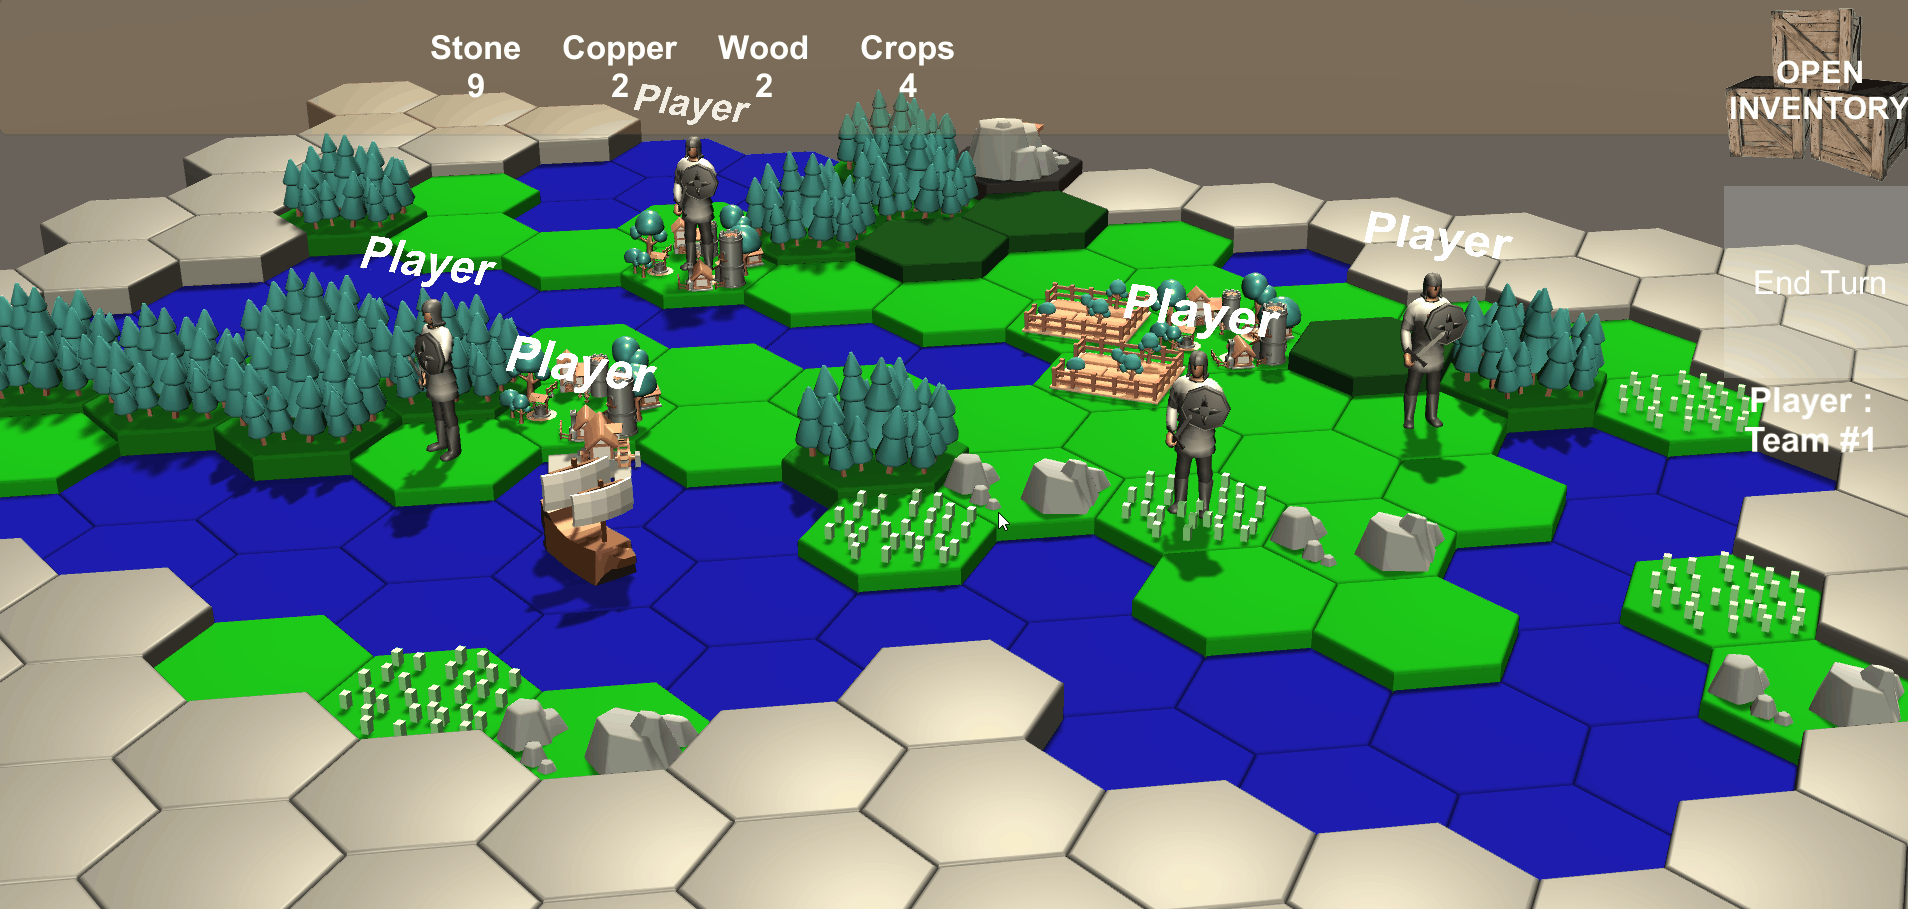 Stone Copper Wood Crops
9 2 2 4
OPEN
INVENTORY
Player
Player
Player
Player
Player
End Turn
Player :
Team #1